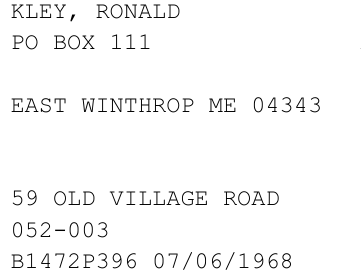 KLEY, RONALD
PO BOX 111
EAST WINTHROP ME 04343
59 OLD VILLAGE ROAD
052-003
B1472P396 07/06/1968